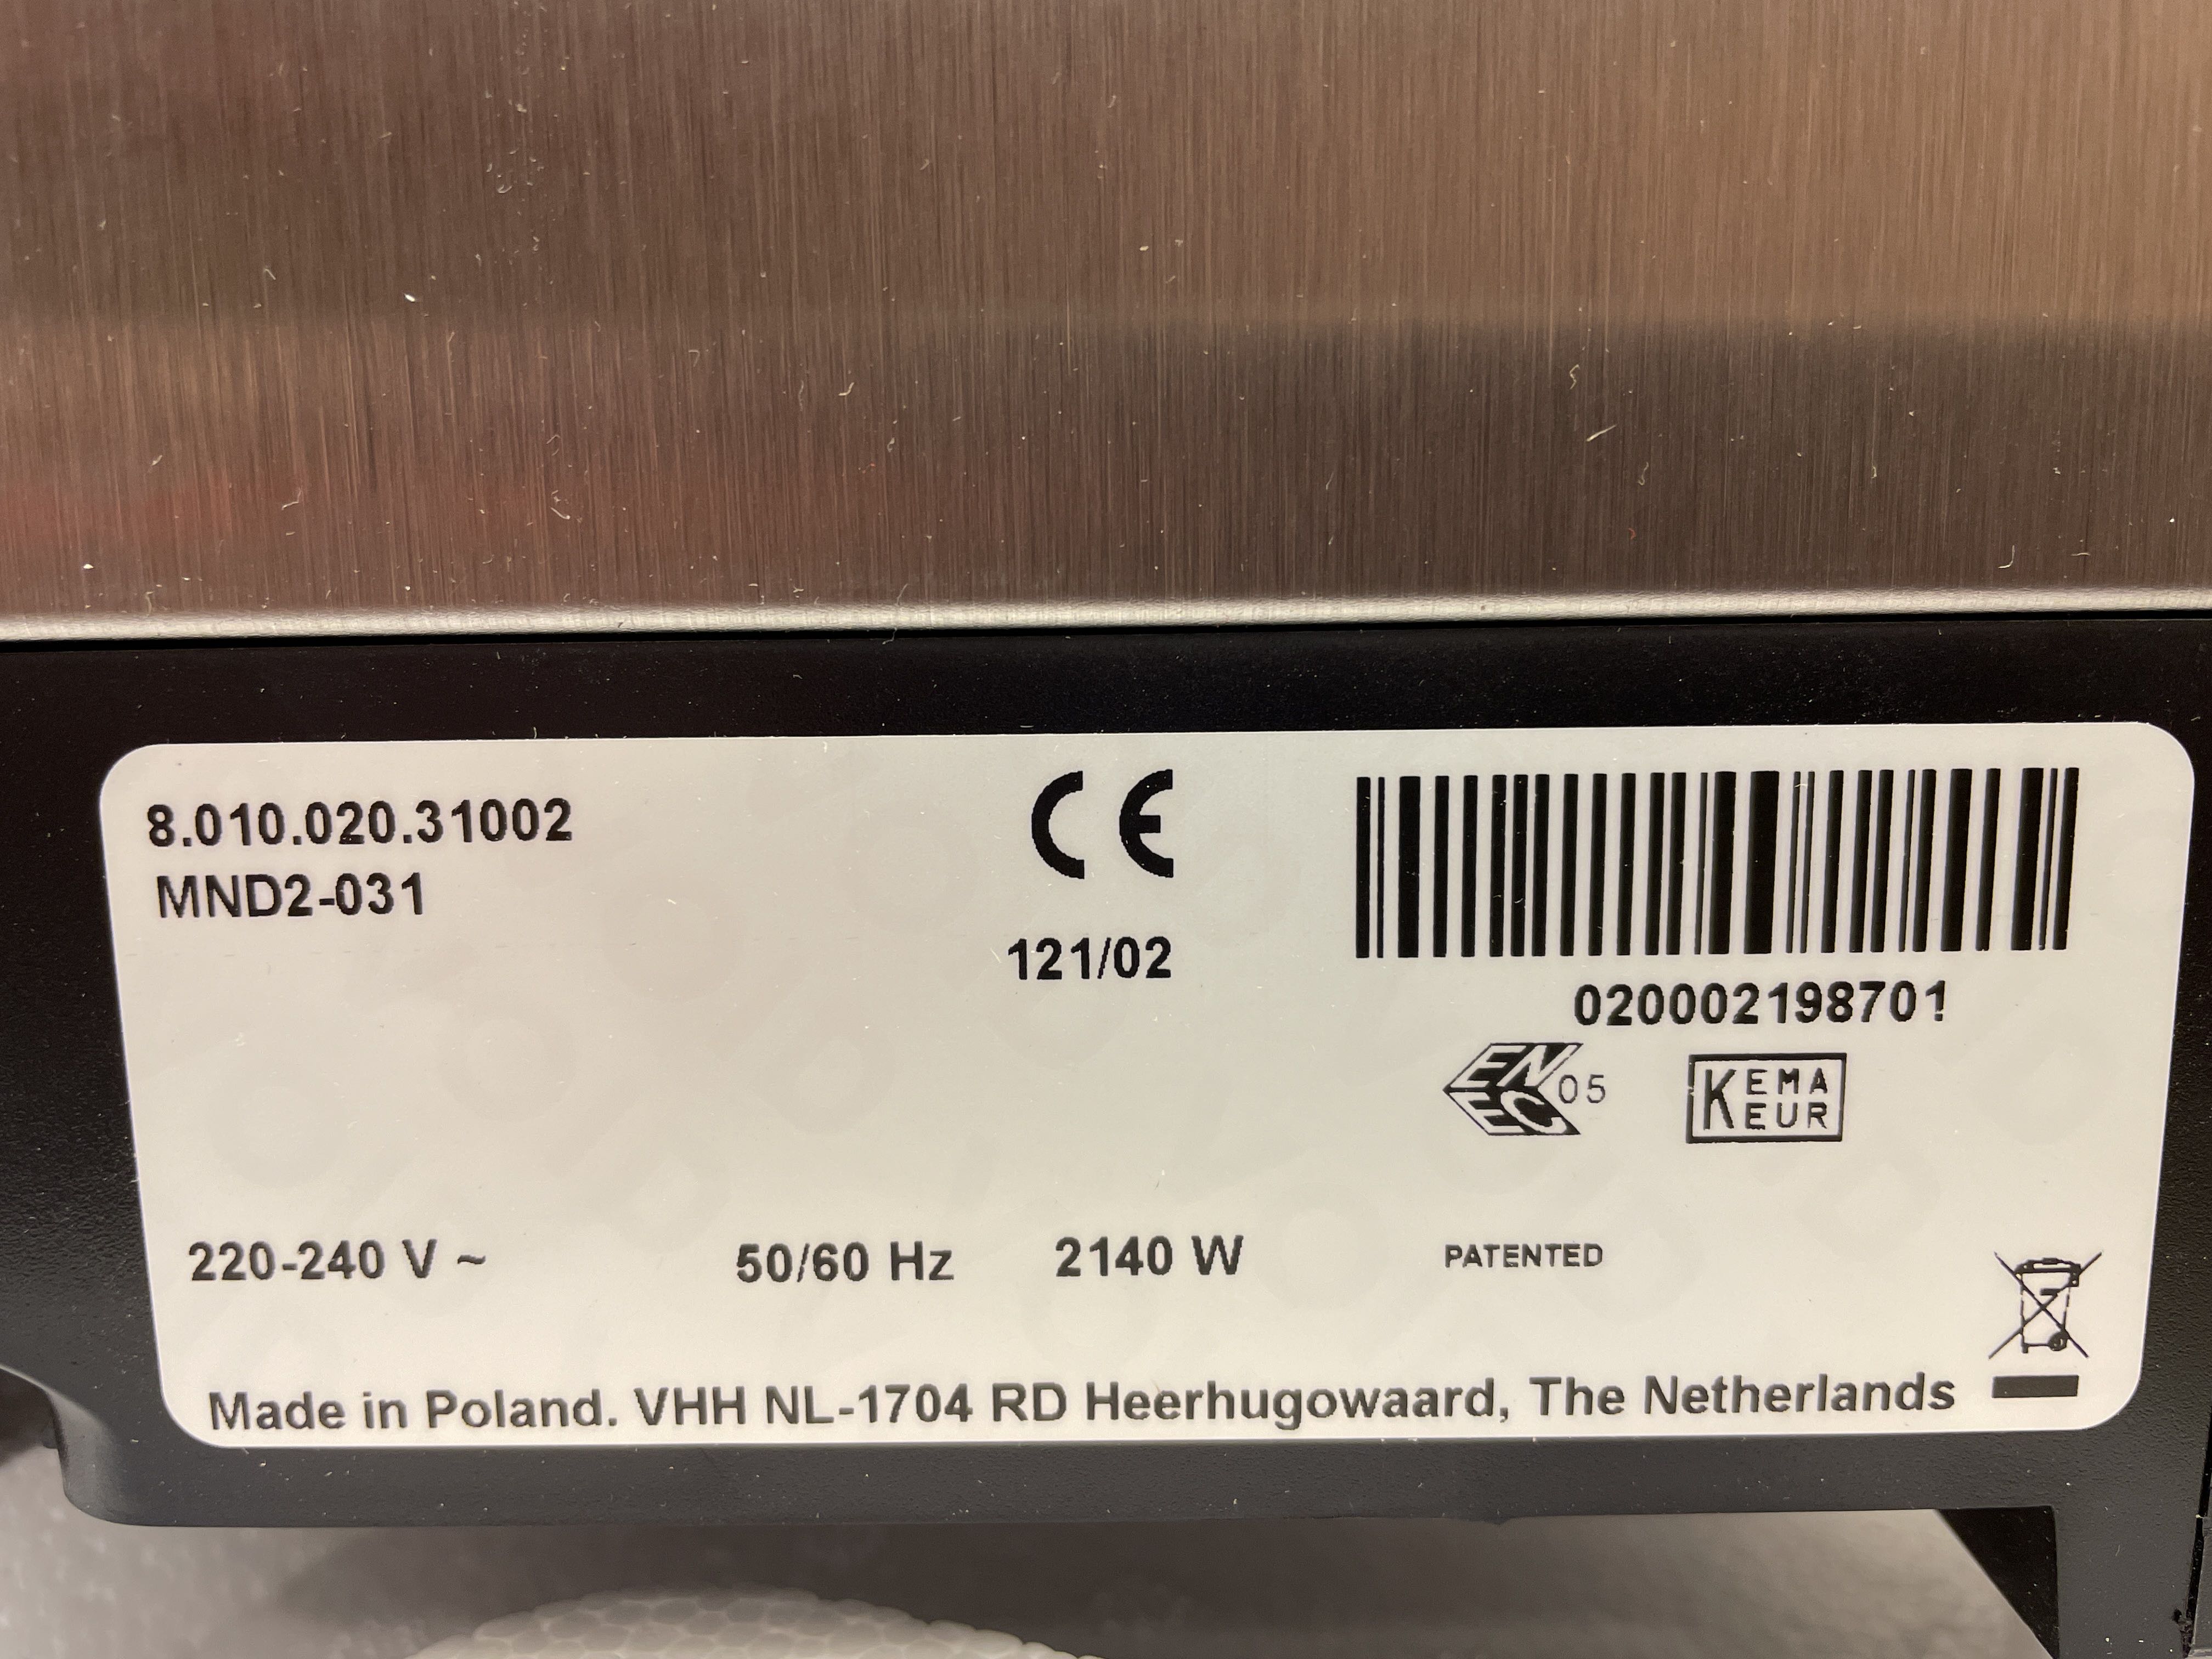 8.010.020.31002
MND2-031
CE
121/02
020002198701
ENEC 05
KEMA
EUR
220-240 V ~ 50/60 Hz 2140 W PATENTED
Made in Poland. VHH NL-1704 RD Heerhugowaard, The Netherlands